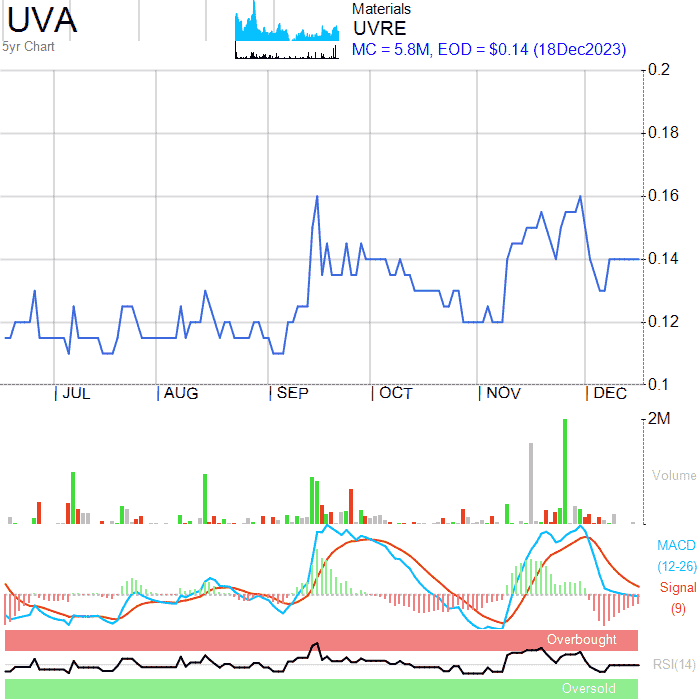 UVA
5yr Chart
Materials
UVRE
MC = 5.8M, EOD = $0.14 (18Dec2023)
0.2
0.18
0.16
0.14
0.12
0.1
JUL
AUG
SEP
OCT
NOV
DEC
2M
Volume
MACD
(12-26)
Signal
(9)
Overbought
RSI(14)
Oversold